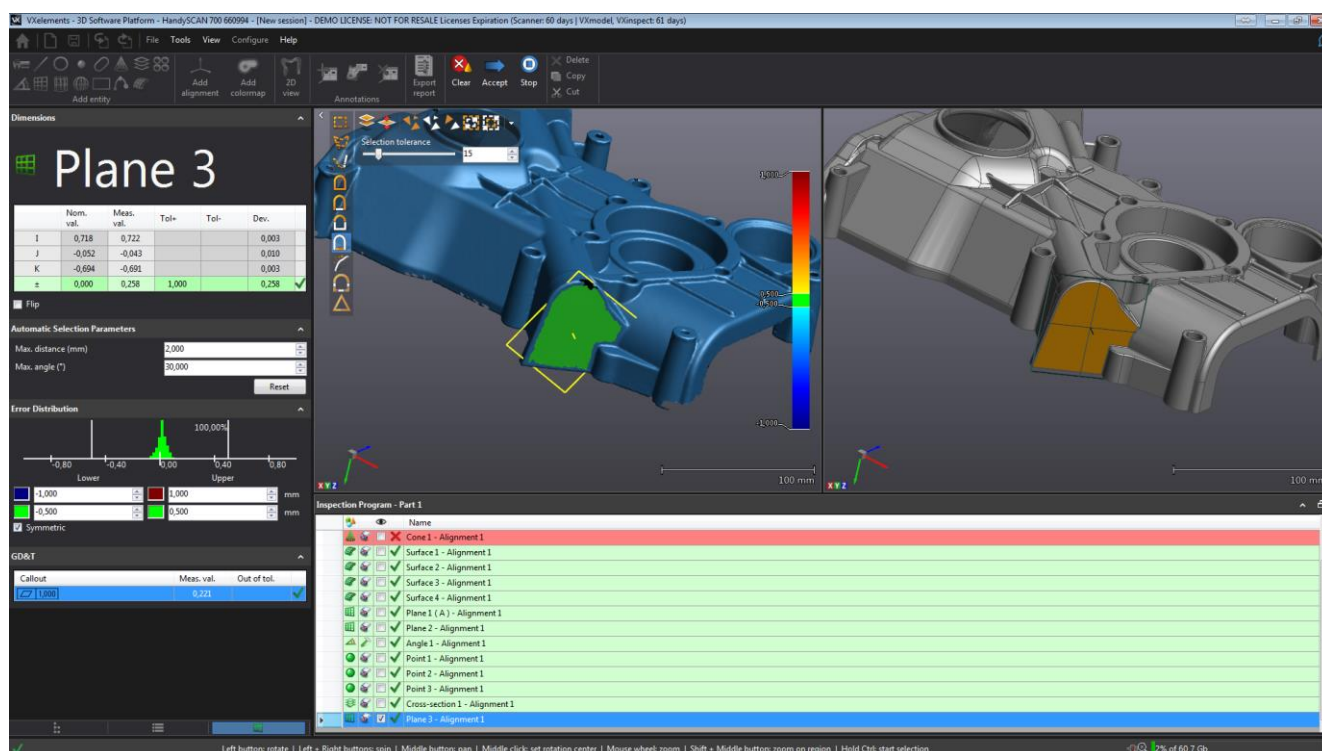 VXelements - 3D Software Platform - HandySCAN 700 660994 - [New session] - DEMO LICENSE: NOT FOR RESALE Licenses Expiration (Scanner: 60 days | VXmodel, VXinspect: 61 days)
File Tools View Configure Help
Add entity
Add alignment
Add colormap
2D view
Annotations
Export report
Clear Accept Stop
Delete
Copy
Cut
Dimensions
Plane 3
Nom. val. Meas. val. Tol+ Tol- Dev.
I 0,718 0,722 0,003
J -0,052 -0,043 0,010
K -0,694 -0,691 0,003
± 0,000 0,258 1,000 0,258
Flip
Automatic Selection Parameters
Max. distance (mm) 2,000
Max. angle (°) 30,000
Reset
Error Distribution
100,00%
-0,80 -0,40 0,00 0,40 0,80
Lower Upper
-1,000 1,000 mm
-0,500 0,500 mm
Symmetric
GD&T
Callout Meas. val. Out of tol.
1,000 0,221
Selection tolerance
15
1,000
0,500
-0,500
-1,000
100 mm
X Y Z
100 mm
X Y Z
Inspection Program - Part 1
Name
Cone 1 - Alignment 1
Surface 1 - Alignment 1
Surface 2 - Alignment 1
Surface 3 - Alignment 1
Surface 4 - Alignment 1
Plane 1 ( A ) - Alignment 1
Plane 2 - Alignment 1
Angle 1 - Alignment 1
Point 1 - Alignment 1
Point 2 - Alignment 1
Point 3 - Alignment 1
Cross-section 1 - Alignment 1
Plane 3 - Alignment 1
Left button: rotate | Left + Right buttons: spin | Middle button: pan | Middle click: set rotation center | Mouse wheel: zoom | Shift + Middle button: zoom on region | Hold Ctrl: start selection
2% of 60.7 Gb